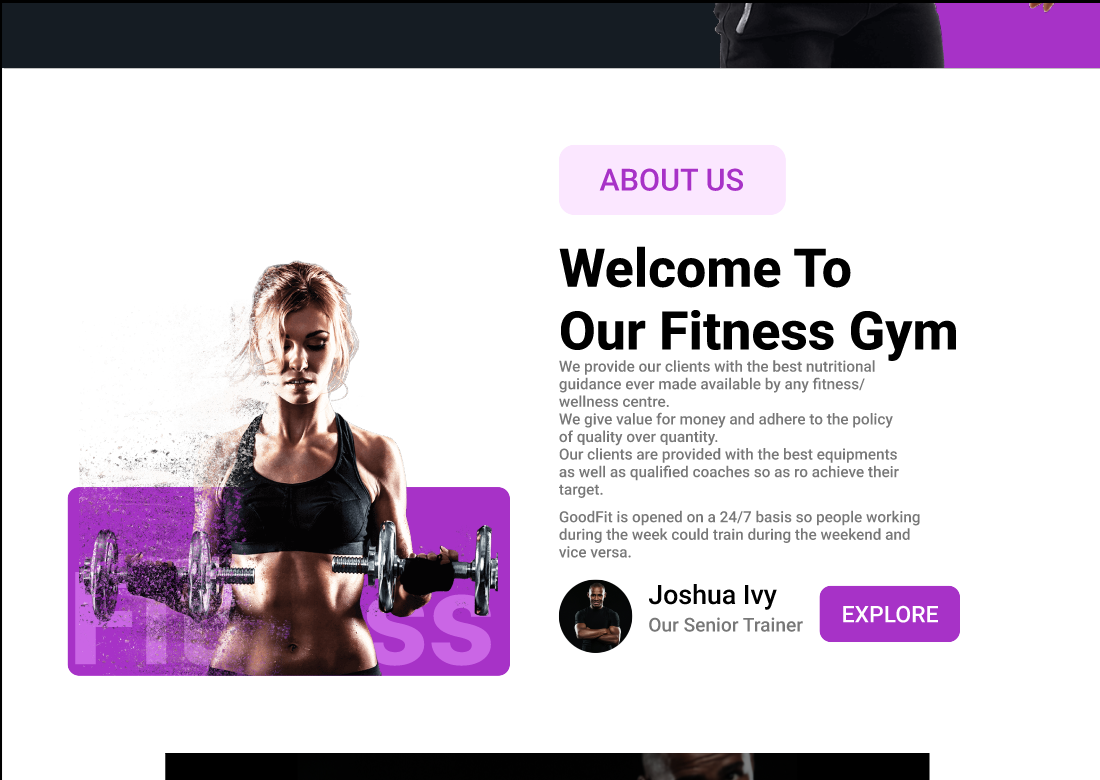 ABOUT US
Welcome To
Our Fitness Gym
We provide our clients with the best nutritional
guidance ever made available by any fitness/
wellness centre.
We give value for money and adhere to the policy
of quality over quantity.
Our clients are provided with the best equipments
as well as qualified coaches so as ro achieve their
target.
GoodFit is opened on a 24/7 basis so people working
during the week could train during the weekend and
vice versa.
Joshua Ivy
Our Senior Trainer
EXPLORE
Fitness